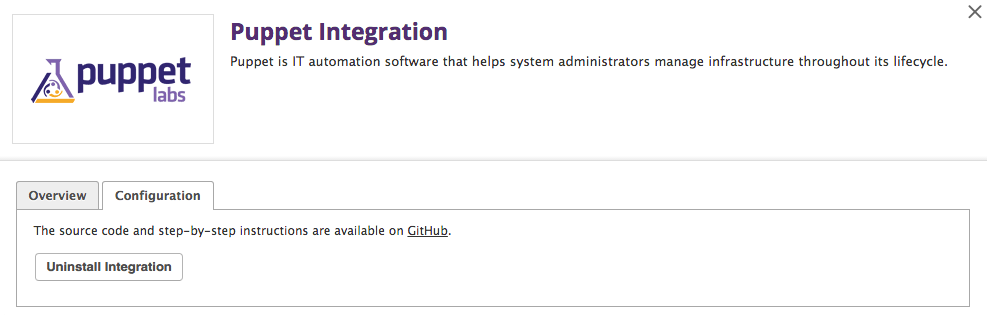 Puppet Integration
Puppet is IT automation software that helps system administrators manage infrastructure throughout its lifecycle.
puppet
labs
Overview
Configuration
The source code and step-by-step instructions are available on GitHub.
Uninstall Integration